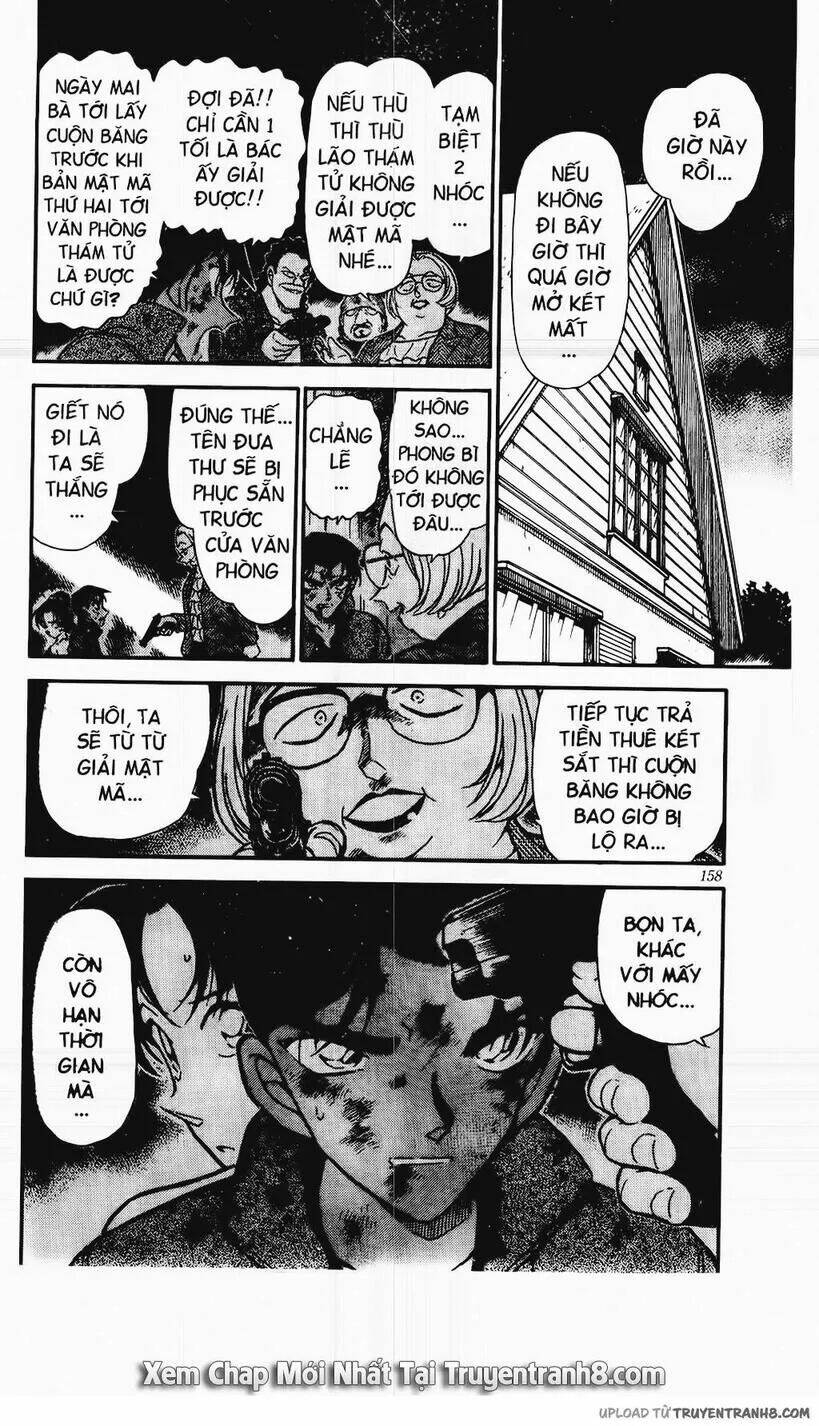 ĐÃ
GIỜ NÀY
RỒI...
NẾU
KHÔNG
ĐI BÂY
GIỜ THÌ
QUÁ GIỜ
MỞ KÉT
MẤT
...
TẠM
BIỆT
2
NHÓC
...
NẾU THÙ
THÌ THÙ
LÃO THÁM
TỬ KHÔNG
GIẢI ĐƯỢC
MẬT MÃ
NHÉ...
ĐỢI ĐÃ!!
CHỈ CẦN 1
TỐI LÀ BÁC
ẤY GIẢI
ĐƯỢC!!
NGÀY MAI
BÀ TỚI LẤY
CUỘN BĂNG
TRƯỚC KHI
BẢN MẬT MÃ
THỨ HAI TỚI
VĂN PHÒNG
THÁM TỬ
LÀ ĐƯỢC
CHỨ GÌ?
KHÔNG
SAO...
PHONG BÌ
ĐÓ KHÔNG
TỚI ĐƯỢC
ĐÂU...
CHẲNG
LẼ
...
ĐÚNG THẾ...
TÊN ĐƯA
THƯ SẼ BỊ
PHỤC SẴN
TRƯỚC
CỬA VĂN
PHÒNG
GIẾT NÓ
ĐI LÀ
TA SẼ
THẮNG
...
TIẾP TỤC TRẢ
TIỀN THUÊ KÉT
SẮT THÌ CUỘN
BĂNG KHÔNG
BAO GIỜ BỊ
LỘ RA...
THÔI, TA
SẼ TỪ TỪ
GIẢI MẬT
MÃ...
158
BỌN TA,
KHÁC
VỚI MẤY
NHÓC...
CÒN
VÔ
HẠN
THỜI
GIAN
MÀ
...
Xem Chap Mới Nhất Tại Truyentranh8.com
UPLOAD TỪ TRUYENTRANH8.COM